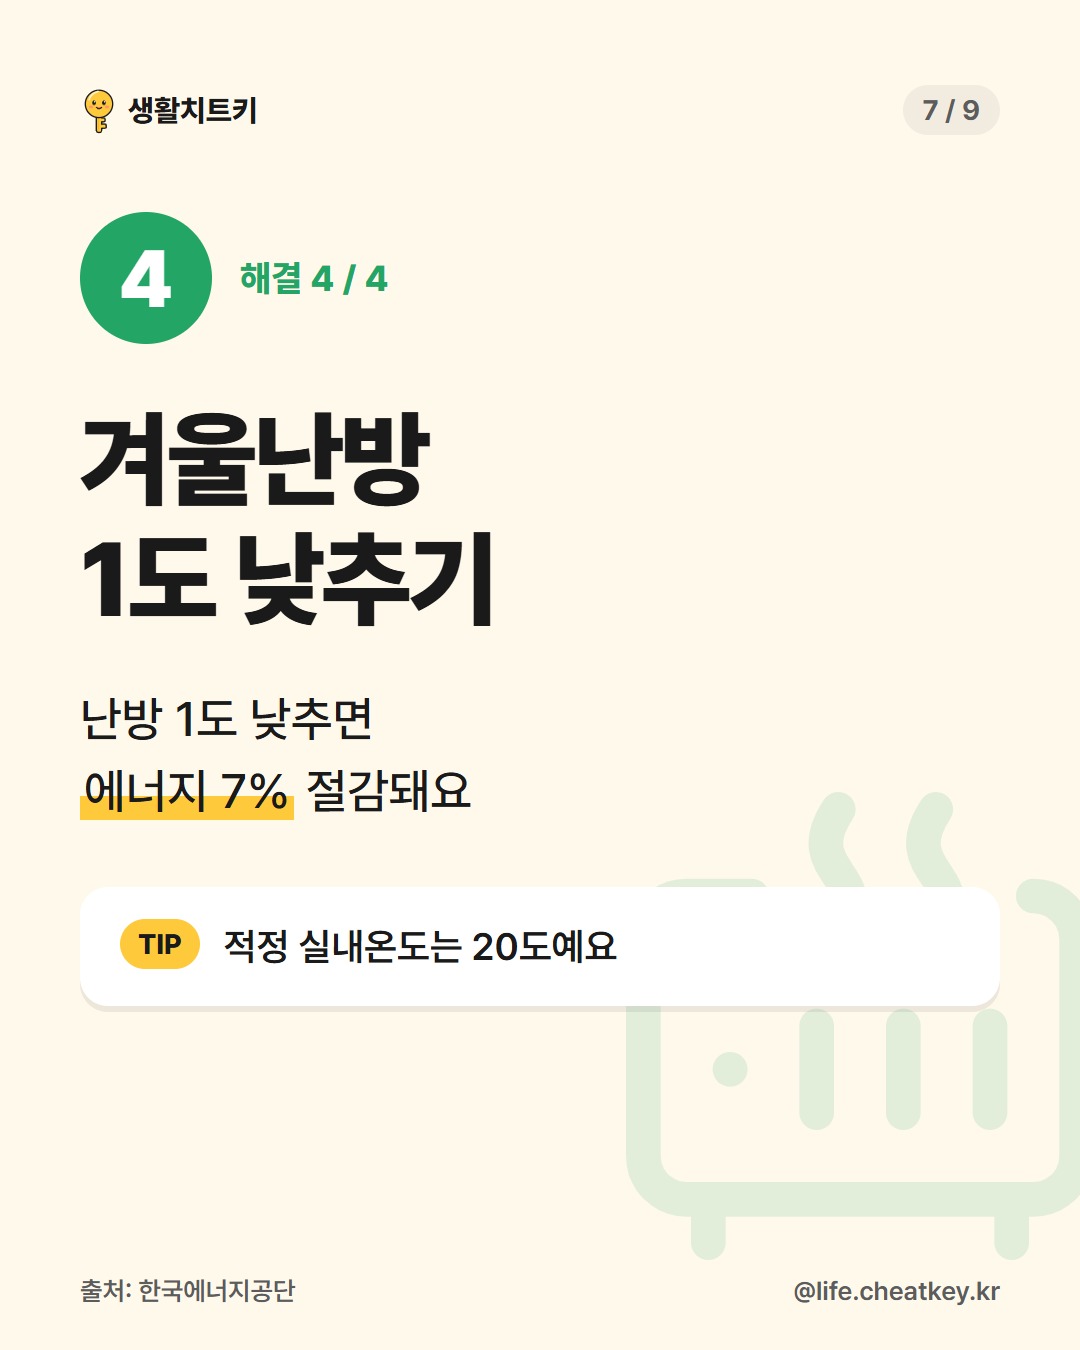 생활치트키
7 / 9
4
해결 4 / 4
겨울난방
1도 낮추기
난방 1도 낮추면
에너지 7% 절감돼요
TIP 적정 실내온도는 20도예요
출처: 한국에너지공단
@life.cheatkey.kr